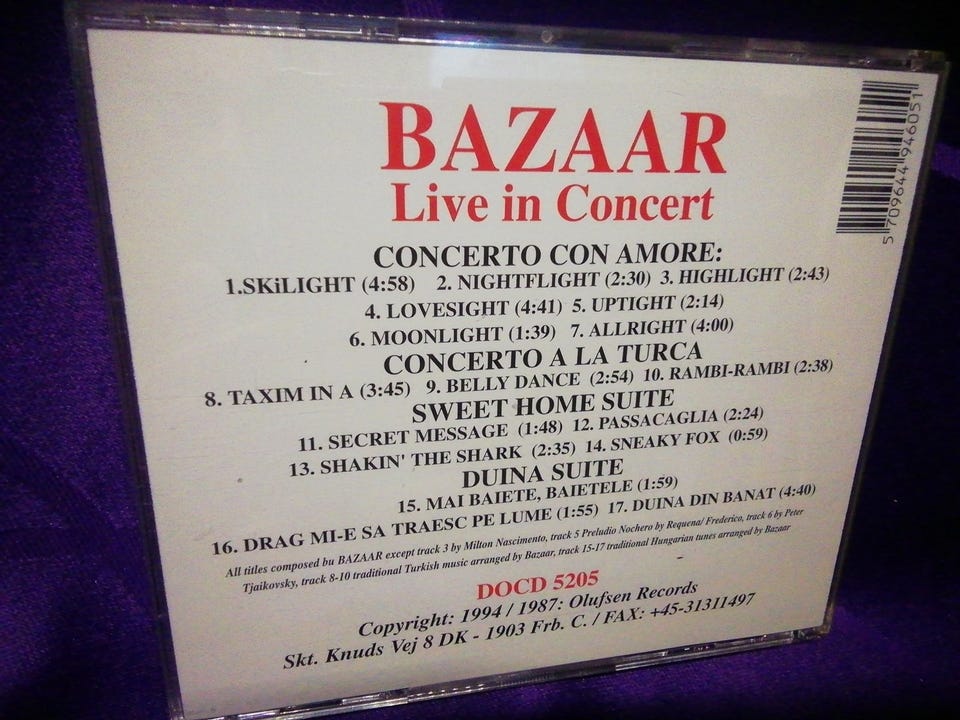 BAZAAR
Live in Concert
CONCERTO CON AMORE:
1.SKiLIGHT (4:58) 2. NIGHTFLIGHT (2:30) 3. HIGHLIGHT (2:43)
4. LOVESIGHT (4:41) 5. UPTIGHT (2:14)
6. MOONLIGHT (1:39) 7. ALLRIGHT (4:00)
CONCERTO A LA TURCA
8. TAXIM IN A (3:45) 9. BELLY DANCE (2:54) 10. RAMBI-RAMBI (2:38)
SWEET HOME SUITE
11. SECRET MESSAGE (1:48) 12. PASSACAGLIA (2:24)
13. SHAKIN' THE SHARK (2:35) 14. SNEAKY FOX (0:59)
DUINA SUITE
15. MAI BAIETE, BAIETELE (1:59)
16. DRAG MI-E SA TRAESC PE LUME (1:55) 17. DUINA DIN BANAT (4:40)
All titles composed bu BAZAAR except track 3 by Milton Nascimento, track 5 Preludio Nochero by Requena/ Frederico, track 6 by Peter
Tjaikovsky, track 8-10 traditional Turkish music arranged by Bazaar, track 15-17 traditional Hungarian tunes arranged by Bazaar
DOCD 5205
Copyright: 1994 / 1987: Olufsen Records
Skt. Knuds Vej 8 DK - 1903 Frb. C. / FAX: +45-31311497
5 709644 946051